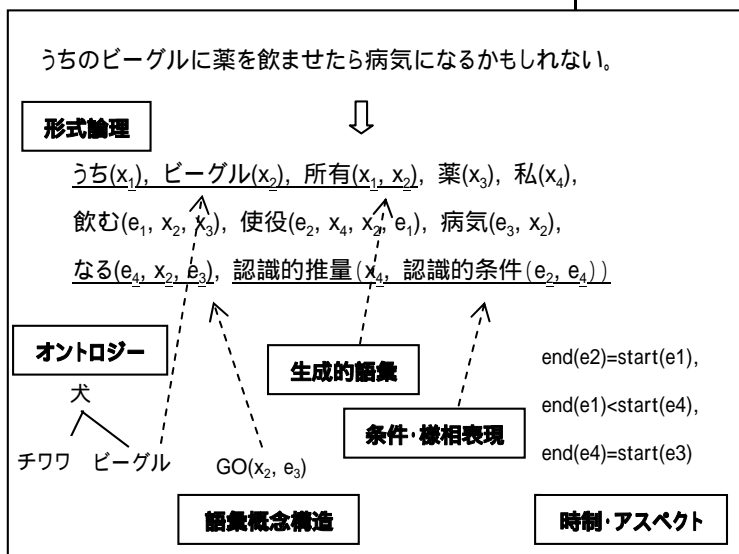 うちのビーグルに薬を飲ませたら病気になるかもしれない。
形式論理
うち(x1), ビーグル(x2), 所有(x1, x2), 薬(x3), 私(x4),
飲む(e1, x2, x3), 使役(e2, x4, x2, e1), 病気(e3, x2),
なる(e4, x2, e3), 認識的推量(x4, 認識的条件(e2, e4))
オントロジー
犬
チワワ ビーグル
GO(x2, e3)
語彙概念構造
生成的語彙
条件・様相表現
end(e2)=start(e1),
end(e1)<start(e4),
end(e4)=start(e3)
時制・アスペクト